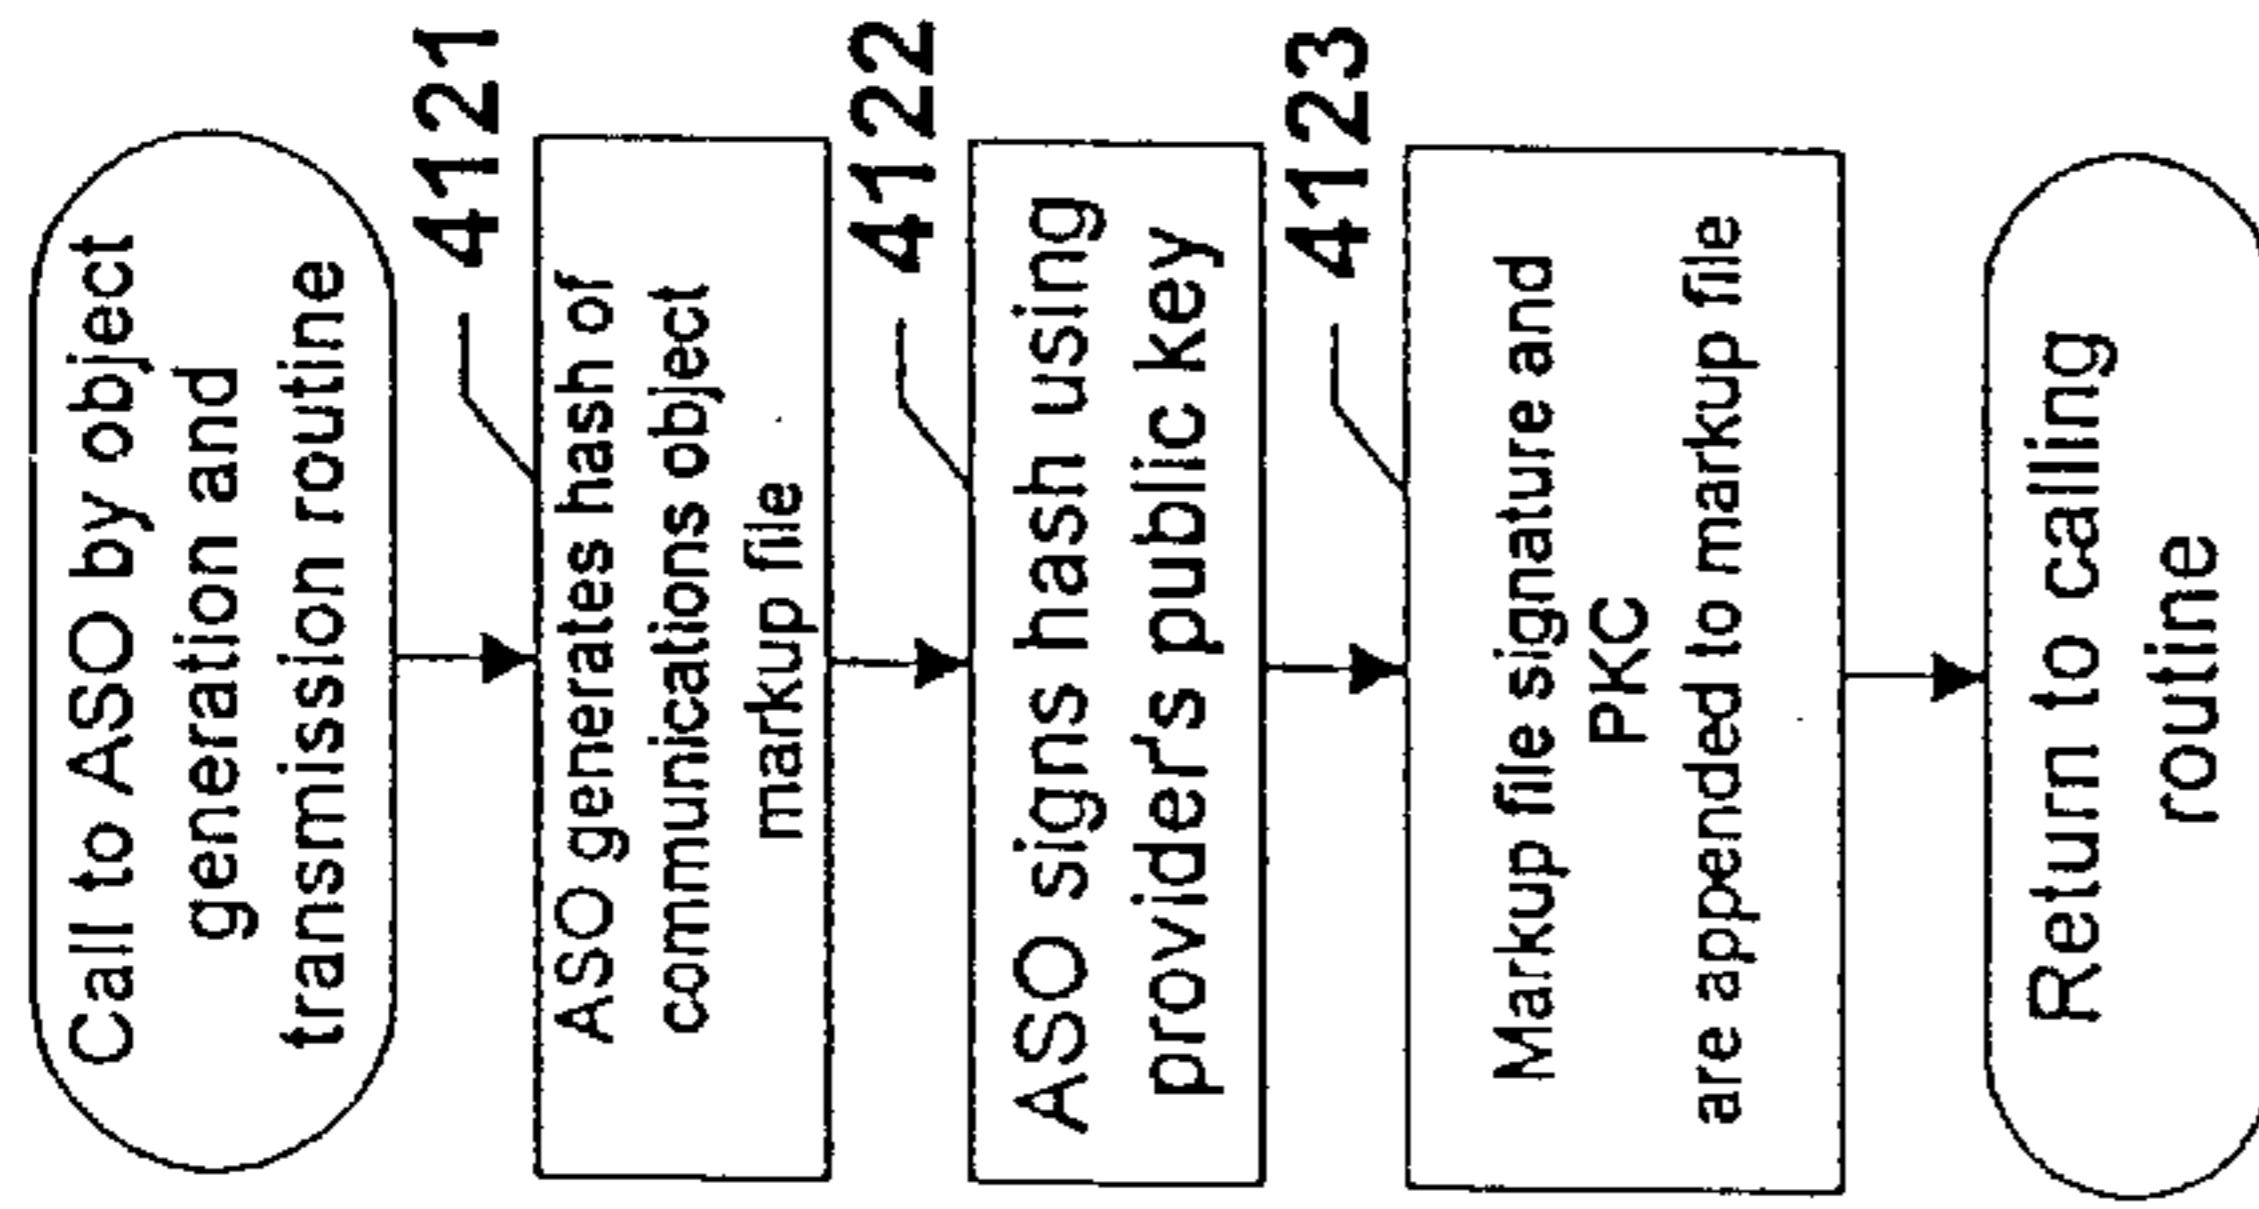 Call to ASO by object
generation and
transmission routine
4121
ASO generates hash of
communications object
markup file
4122
ASO signs hash using
provider's public key
4123
Markup file signature and
PKC
are appended to markup file
Return to calling
routine